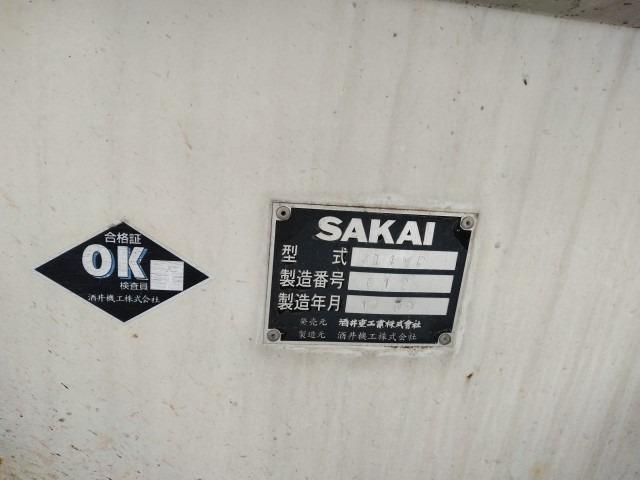 合格証
OK
検査員
酒井機工株式会社
SAKAI
型式
製造番号
製造年月
発売元 酒井重工業株式會社
製造元 酒井機工株式会社